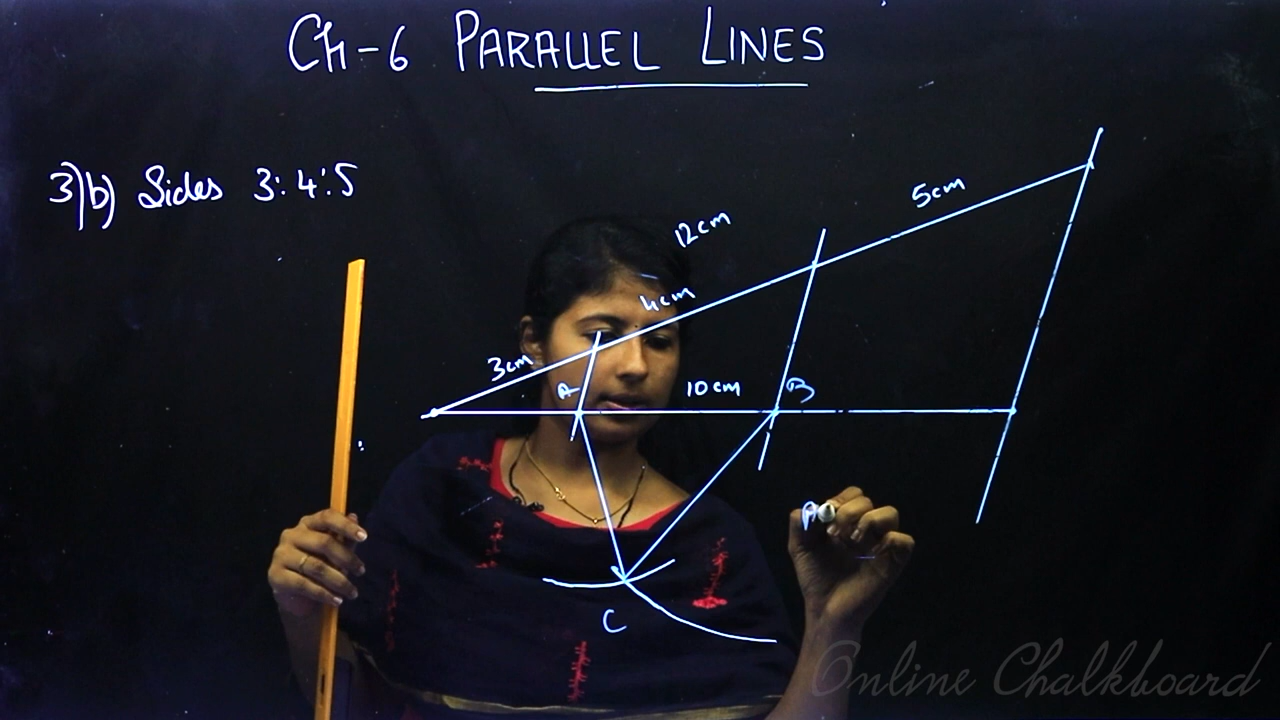 Ch-6 PARALLEL LINES
3)b) Sides 3:4:5
12cm
5cm
4cm
3cm
A
10cm
B
A
C
Online Chalkboard